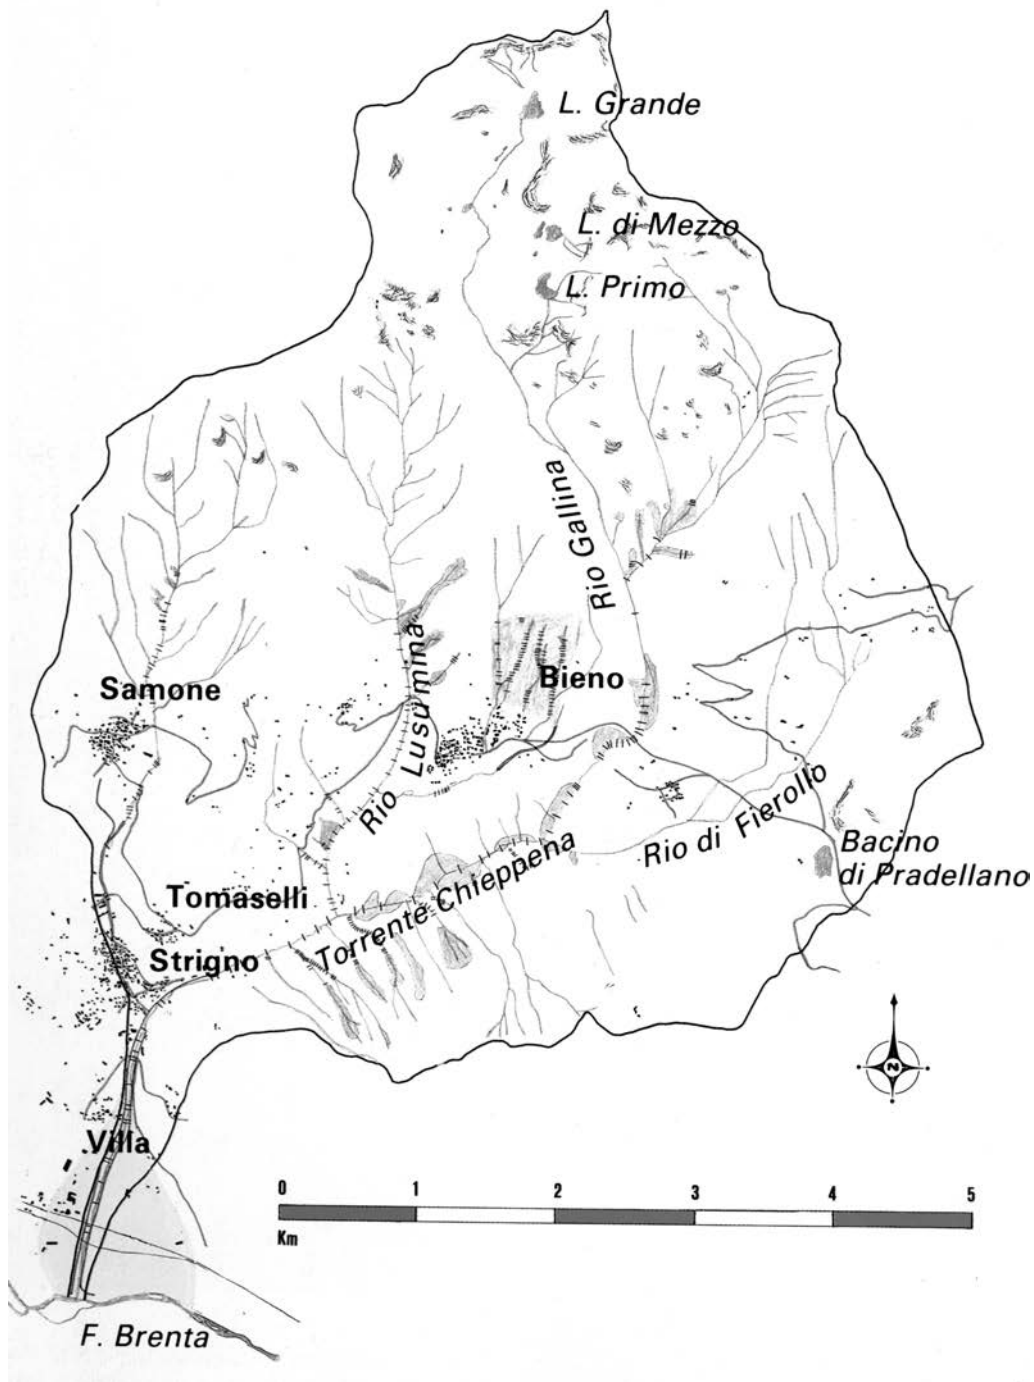 L. Grande
L. di Mezzo
L. Primo
Rio Gallina
Samone
Bieno
Rio Lusumina
Rio di Fierollo
Bacino
di Pradellano
Tomaselli
Torrente Chieppena
Strigno
N
Villa
0 1 2 3 4 5
Km
F. Brenta